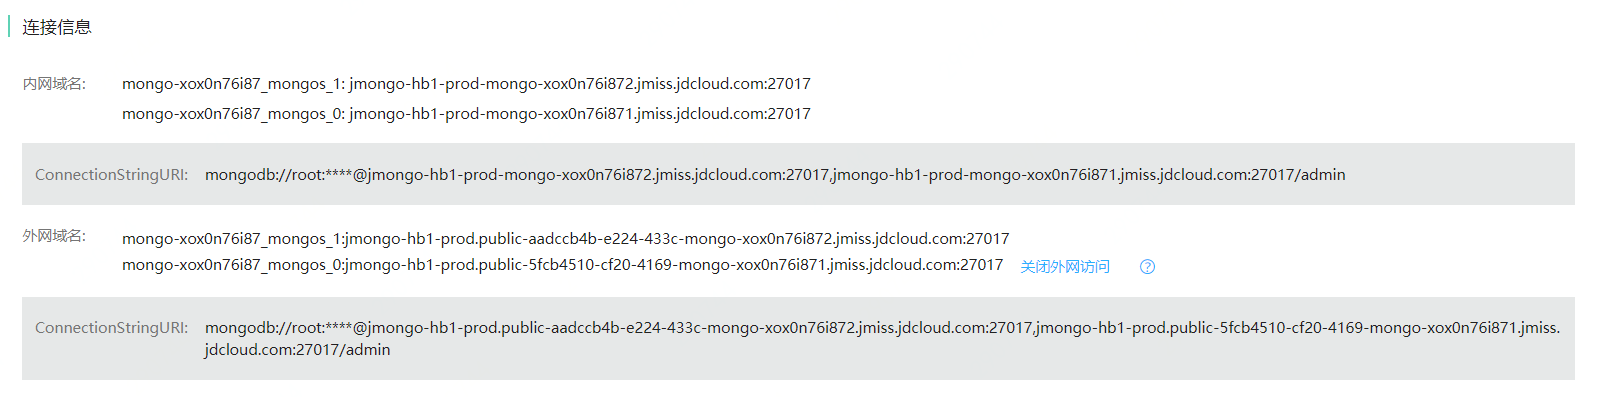 连接信息
内网域名: mongo-xox0n76i87_mongos_1: jmongo-hb1-prod-mongo-xox0n76i872.jmiss.jdcloud.com:27017
mongo-xox0n76i87_mongos_0: jmongo-hb1-prod-mongo-xox0n76i871.jmiss.jdcloud.com:27017
ConnectionStringURI: mongodb://root:****@jmongo-hb1-prod-mongo-xox0n76i872.jmiss.jdcloud.com:27017,jmongo-hb1-prod-mongo-xox0n76i871.jmiss.jdcloud.com:27017/admin
外网域名: mongo-xox0n76i87_mongos_1:jmongo-hb1-prod.public-aadccb4b-e224-433c-mongo-xox0n76i872.jmiss.jdcloud.com:27017
mongo-xox0n76i87_mongos_0:jmongo-hb1-prod.public-5fcb4510-cf20-4169-mongo-xox0n76i871.jmiss.jdcloud.com:27017 关闭外网访问 ?
ConnectionStringURI: mongodb://root:****@jmongo-hb1-prod.public-aadccb4b-e224-433c-mongo-xox0n76i872.jmiss.jdcloud.com:27017,jmongo-hb1-prod.public-5fcb4510-cf20-4169-mongo-xox0n76i871.jmiss.
jdcloud.com:27017/admin